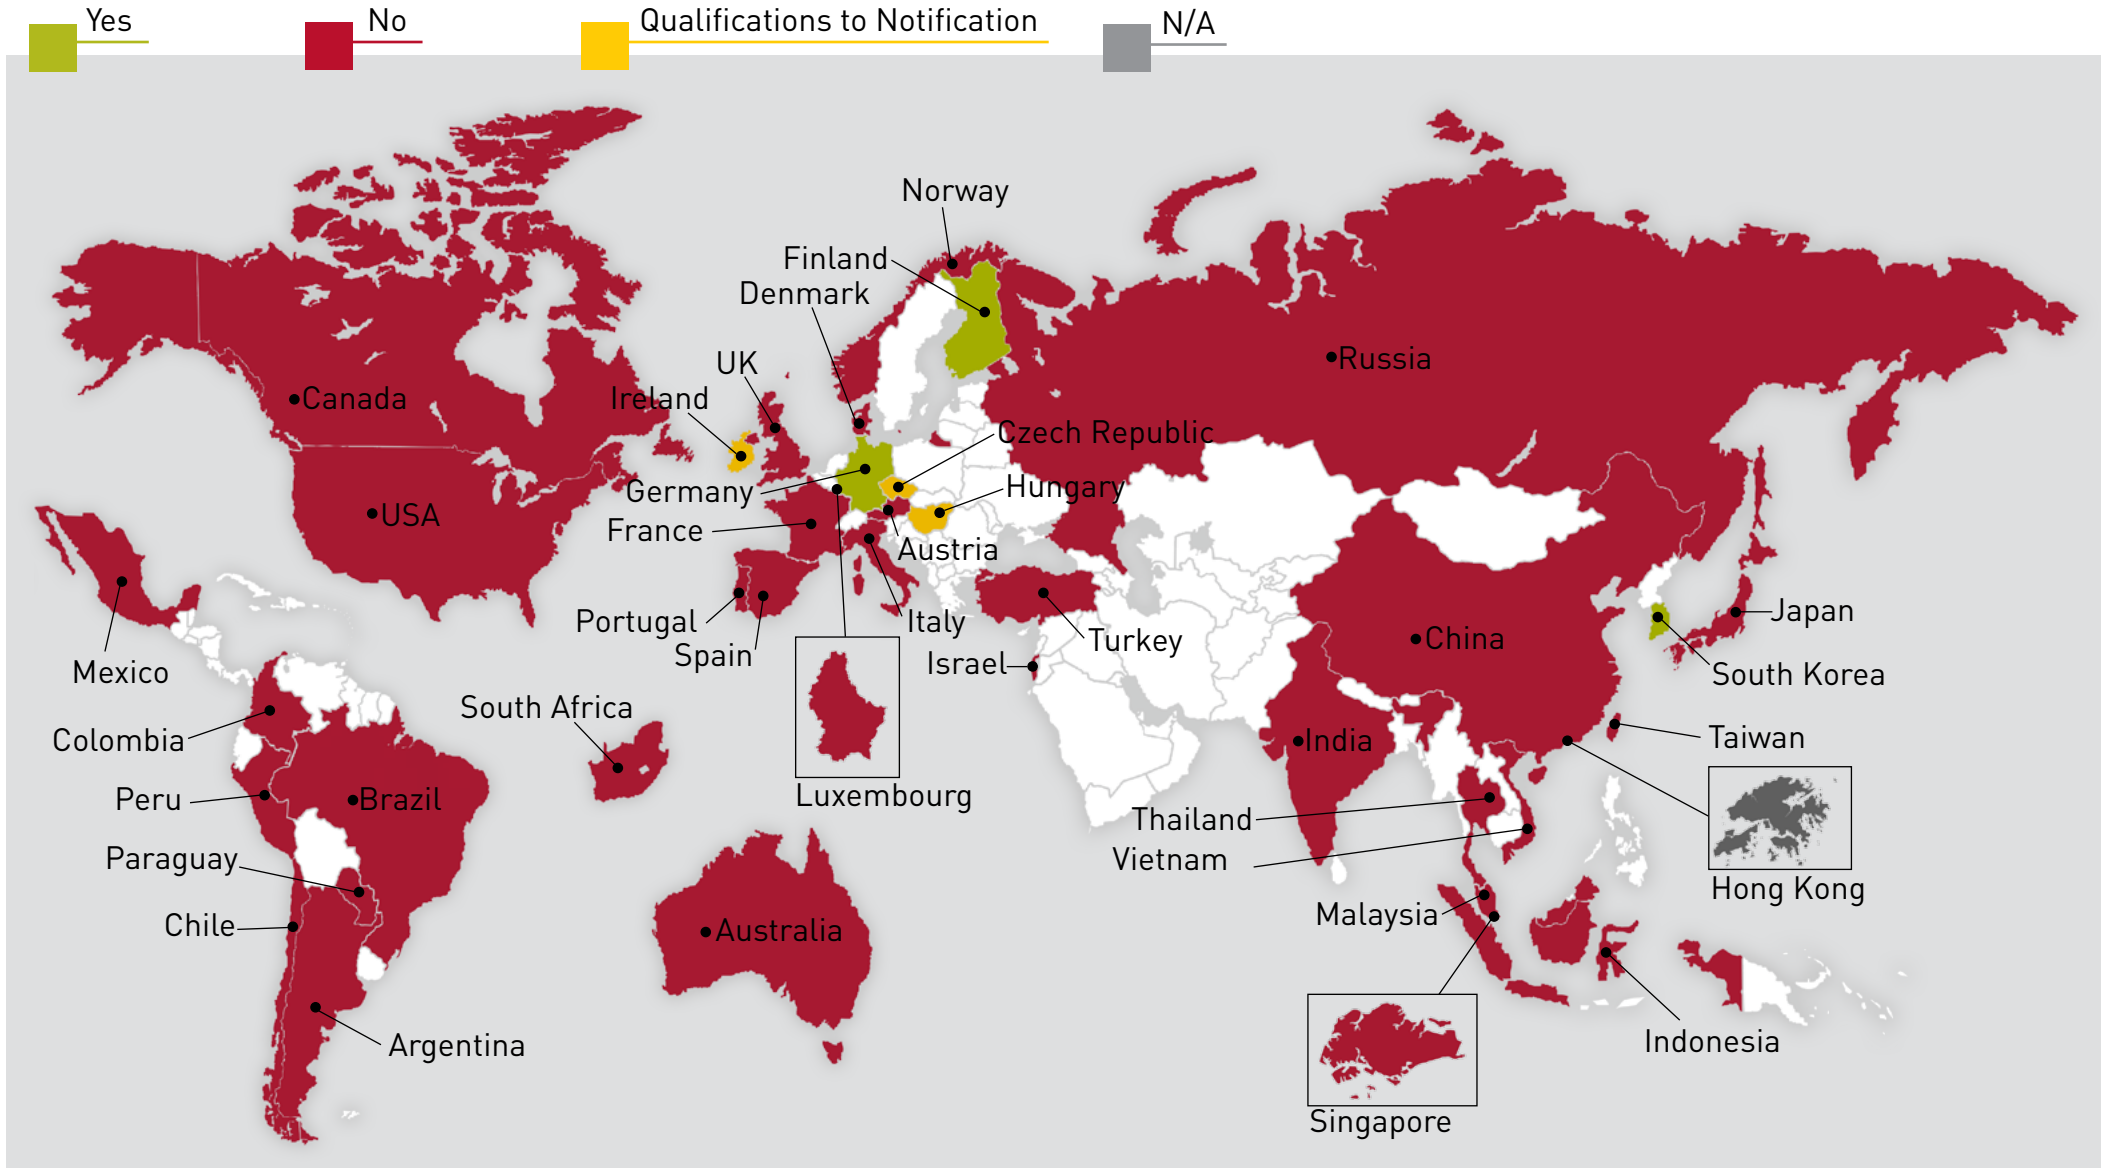 Yes
No
Qualifications to Notification
N/A
Norway
Finland
Denmark
UK
Ireland
Canada
Russia
Czech Republic
Germany
Hungary
USA
France
Austria
Portugal
Italy
Spain
Turkey
Israel
China
Japan
South Korea
Mexico
South Africa
Colombia
Taiwan
India
Peru
Brazil
Luxembourg
Thailand
Paraguay
Vietnam
Hong Kong
Chile
Australia
Malaysia
Argentina
Indonesia
Singapore